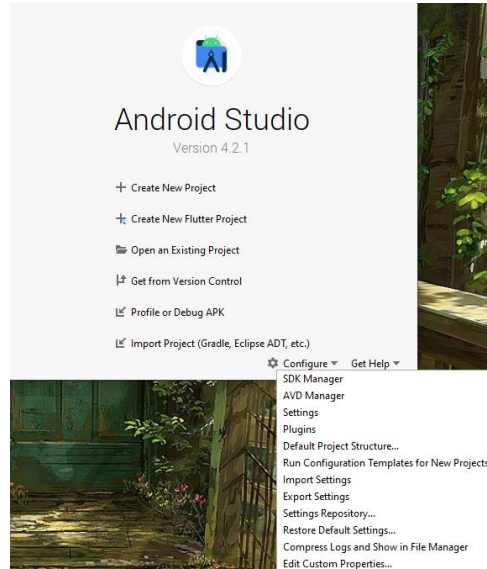 Android Studio
Version 4.2.1
Create New Project
Create New Flutter Project
Open an Existing Project
Get from Version Control
Profile or Debug APK
Import Project (Gradle, Eclipse ADT, etc.)
Configure Get Help
SDK Manager
AVD Manager
Settings
Plugins
Default Project Structure...
Run Configuration Templates for New Projects
Import Settings
Export Settings
Settings Repository...
Restore Default Settings...
Compress Logs and Show in File Manager
Edit Custom Properties...